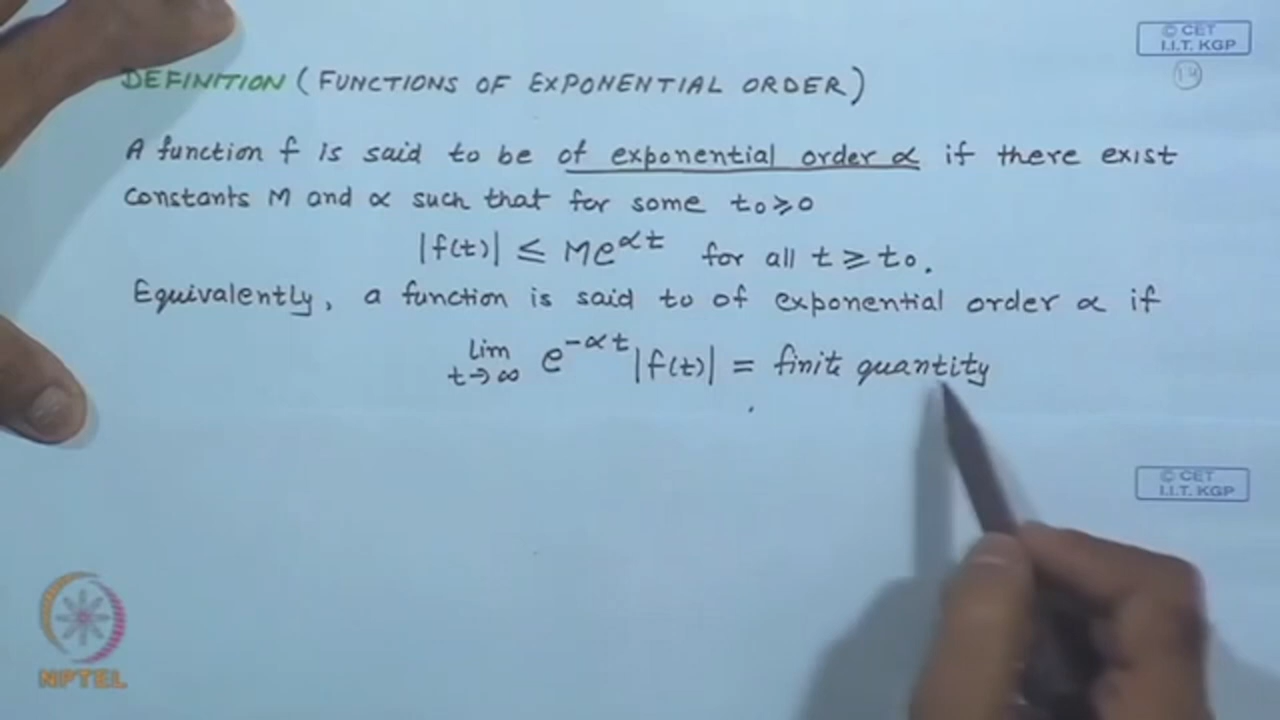 © CET
I.I.T. KGP
14
DEFINITION (FUNCTIONS OF EXPONENTIAL ORDER)
A function f is said to be of exponential order α if there exist
Constants M and α such that for some t₀ ≥ 0
|f(t)| ≤ Me^{αt} for all t ≥ t₀.
Equivalently, a function is said to of exponential order α if
lim_{t→∞} e^{-αt} |f(t)| = finite quantity
© CET
I.I.T. KGP
NPTEL